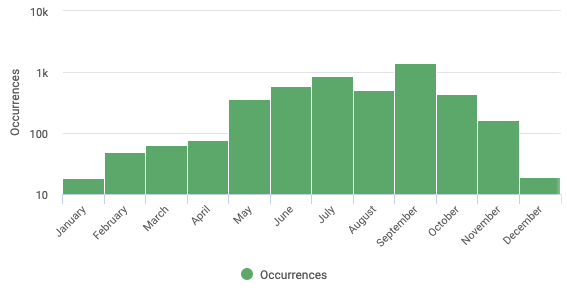 10k
1k
100
10
Occurrences
January
February
March
April
May
June
July
August
September
October
November
December
Occurrences